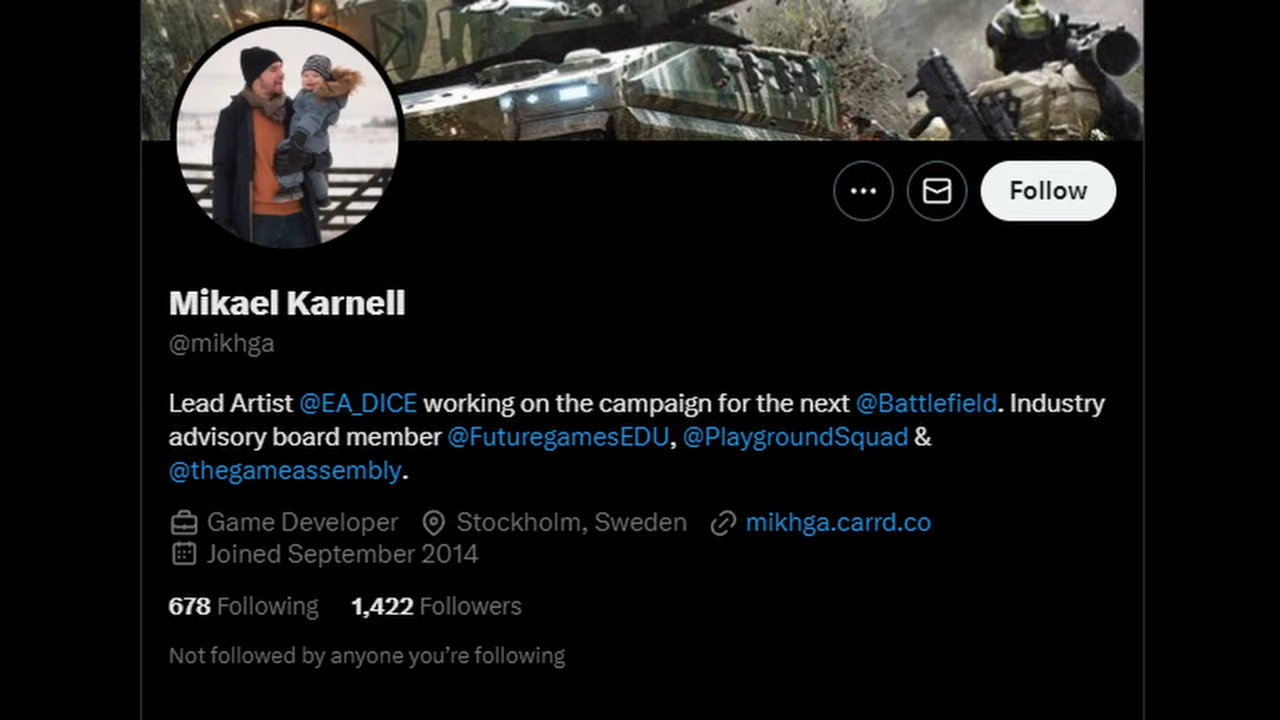 Follow
Mikael Karnell
@mikhga
Lead Artist @EA_DICE working on the campaign for the next @Battlefield. Industry
advisory board member @FuturegamesEDU, @PlaygroundSquad &
@thegameassembly.
Game Developer Stockholm, Sweden mikhga.carrd.co
Joined September 2014
678 Following 1,422 Followers
Not followed by anyone you’re following